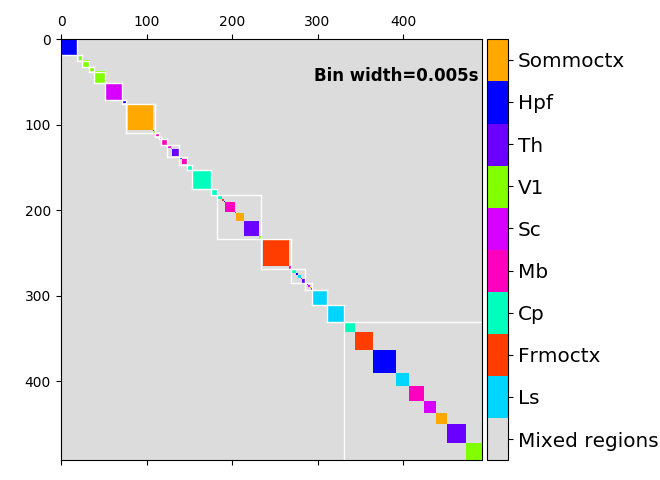 0 100 200 300 400
0
100
200
300
400
Bin width=0.005s
Sommoctx
Hpf
Th
V1
Sc
Mb
Cp
Frmoctx
Ls
Mixed regions